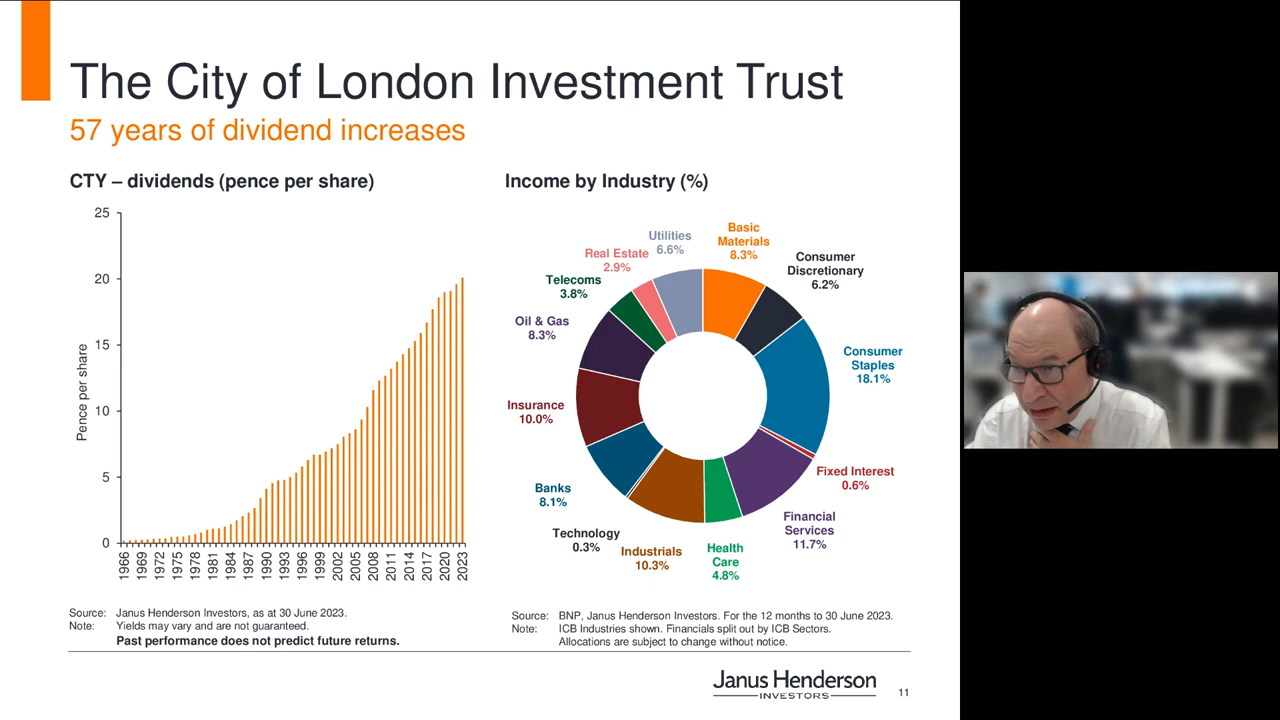 The City of London Investment Trust
57 years of dividend increases
CTY – dividends (pence per share)
25
20
15
10
5
0
Pence per share
1966
1969
1972
1975
1978
1981
1984
1987
1990
1993
1996
1999
2002
2005
2008
2011
2014
2017
2020
2023
Source: Janus Henderson Investors, as at 30 June 2023.
Note: Yields may vary and are not guaranteed.
Past performance does not predict future returns.
Income by Industry (%)
Basic
Materials
8.3%
Consumer
Discretionary
6.2%
Consumer
Staples
18.1%
Fixed Interest
0.6%
Financial
Services
11.7%
Health
Care
4.8%
Industrials
10.3%
Technology
0.3%
Banks
8.1%
Insurance
10.0%
Oil & Gas
8.3%
Telecoms
3.8%
Real Estate
2.9%
Utilities
6.6%
Source: BNP, Janus Henderson Investors. For the 12 months to 30 June 2023.
Note: ICB Industries shown. Financials split out by ICB Sectors.
Allocations are subject to change without notice.
Janus Henderson
INVESTORS
11